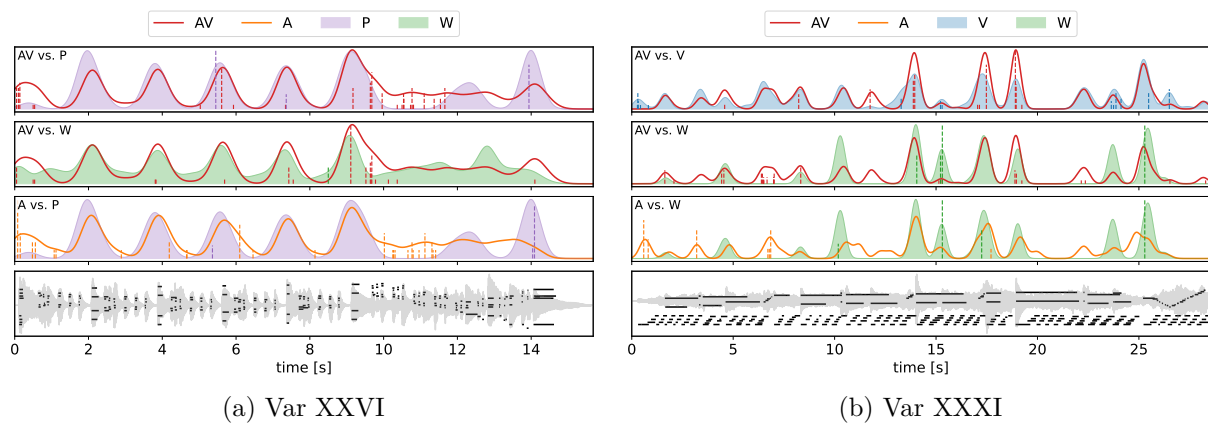 AV A P W
AV vs. P
AV vs. W
A vs. P
0 2 4 6 8 10 12 14
time [s]
(a) Var XXVI
AV A V W
AV vs. V
AV vs. W
A vs. W
0 5 10 15 20 25
time [s]
(b) Var XXXI